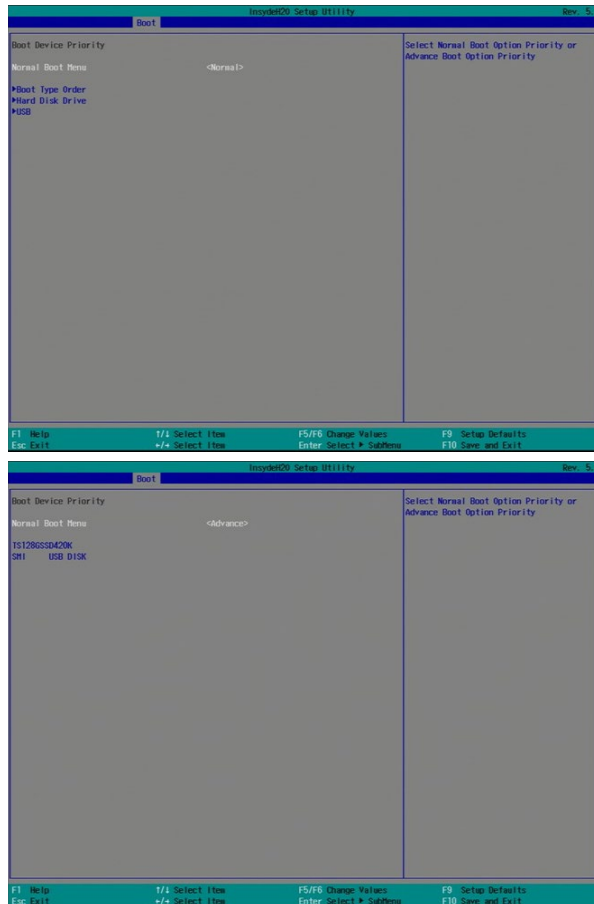 InsydeH20 Setup Utility Rev. 5.
Boot
Boot Device Priority
Normal Boot Menu <Normal>
▶Boot Type Order
▶Hard Disk Drive
▶USB
Select Normal Boot Option Priority or
Advance Boot Option Priority
F1 Help ↑/↓ Select Item F5/F6 Change Values F9 Setup Defaults
Esc Exit ←/→ Select Item Enter Select ▶ SubMenu F10 Save and Exit
InsydeH20 Setup Utility Rev. 5.
Boot
Boot Device Priority
Normal Boot Menu <Advance>
TS128GSSD420K
SMI USB DISK
Select Normal Boot Option Priority or
Advance Boot Option Priority
F1 Help ↑/↓ Select Item F5/F6 Change Values F9 Setup Defaults
Esc Exit ←/→ Select Item Enter Select ▶ SubMenu F10 Save and Exit